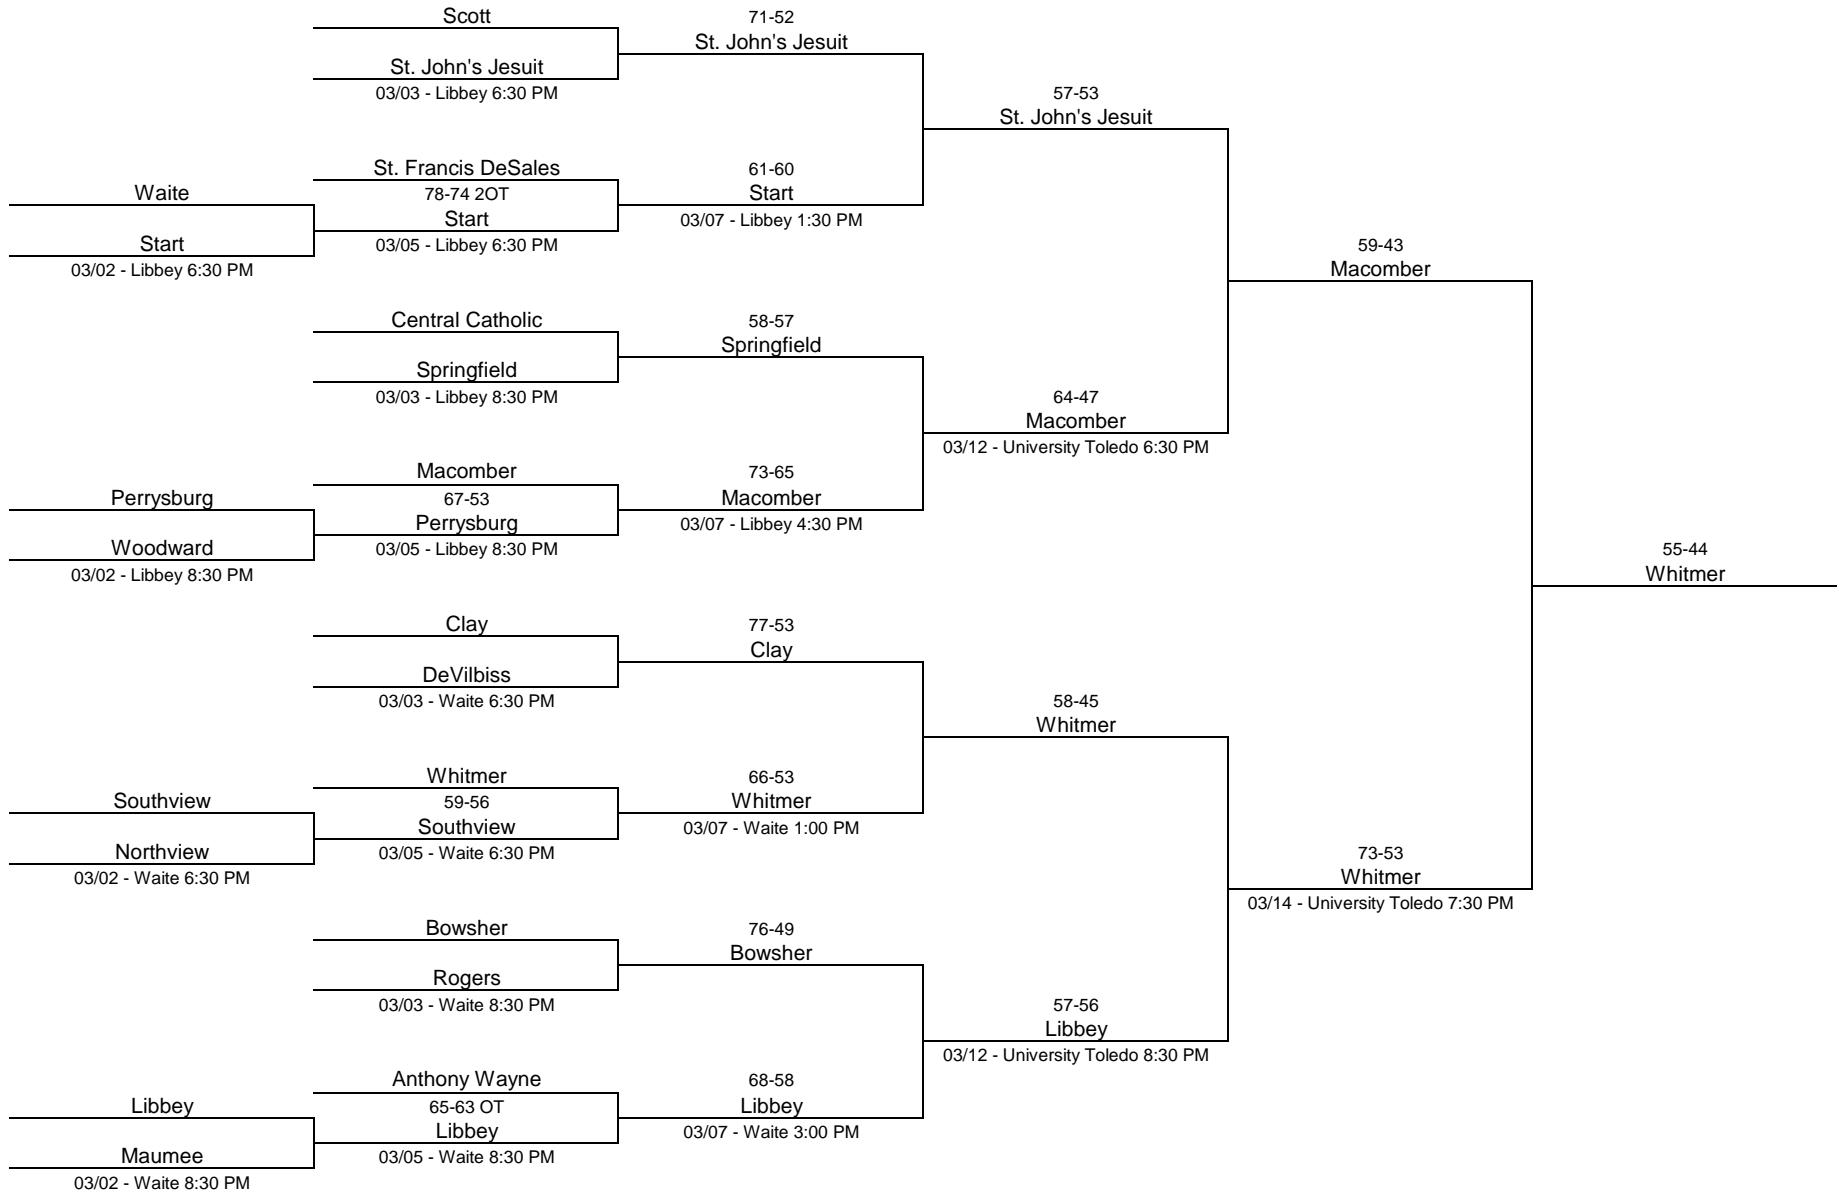 Scott
St. John's Jesuit
03/03 - Libbey 6:30 PM
71-52
St. John's Jesuit
Waite
Start
03/02 - Libbey 6:30 PM
St. Francis DeSales
78-74 2OT
Start
03/05 - Libbey 6:30 PM
61-60
Start
03/07 - Libbey 1:30 PM
57-53
St. John's Jesuit
Central Catholic
Springfield
03/03 - Libbey 8:30 PM
58-57
Springfield
Perrysburg
Woodward
03/02 - Libbey 8:30 PM
Macomber
67-53
Perrysburg
03/05 - Libbey 8:30 PM
73-65
Macomber
03/07 - Libbey 4:30 PM
64-47
Macomber
03/12 - University Toledo 6:30 PM
59-43
Macomber
Clay
DeVilbiss
03/03 - Waite 6:30 PM
77-53
Clay
Southview
Northview
03/02 - Waite 6:30 PM
Whitmer
59-56
Southview
03/05 - Waite 6:30 PM
66-53
Whitmer
03/07 - Waite 1:00 PM
58-45
Whitmer
Bowsher
Rogers
03/03 - Waite 8:30 PM
76-49
Bowsher
Libbey
Maumee
03/02 - Waite 8:30 PM
Anthony Wayne
65-63 OT
Libbey
03/05 - Waite 8:30 PM
68-58
Libbey
03/07 - Waite 3:00 PM
57-56
Libbey
03/12 - University Toledo 8:30 PM
73-53
Whitmer
03/14 - University Toledo 7:30 PM
55-44
Whitmer